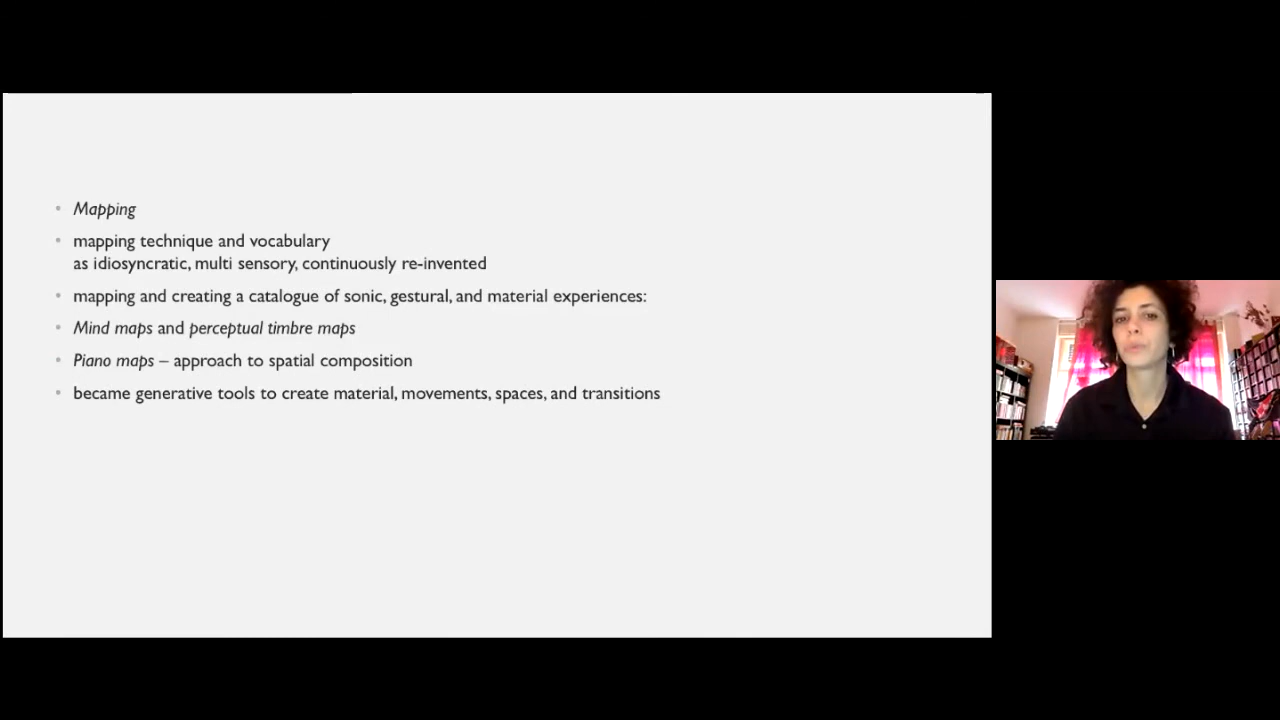 • Mapping
• mapping technique and vocabulary
as idiosyncratic, multi sensory, continuously re-invented
• mapping and creating a catalogue of sonic, gestural, and material experiences:
• Mind maps and perceptual timbre maps
• Piano maps – approach to spatial composition
• became generative tools to create material, movements, spaces, and transitions